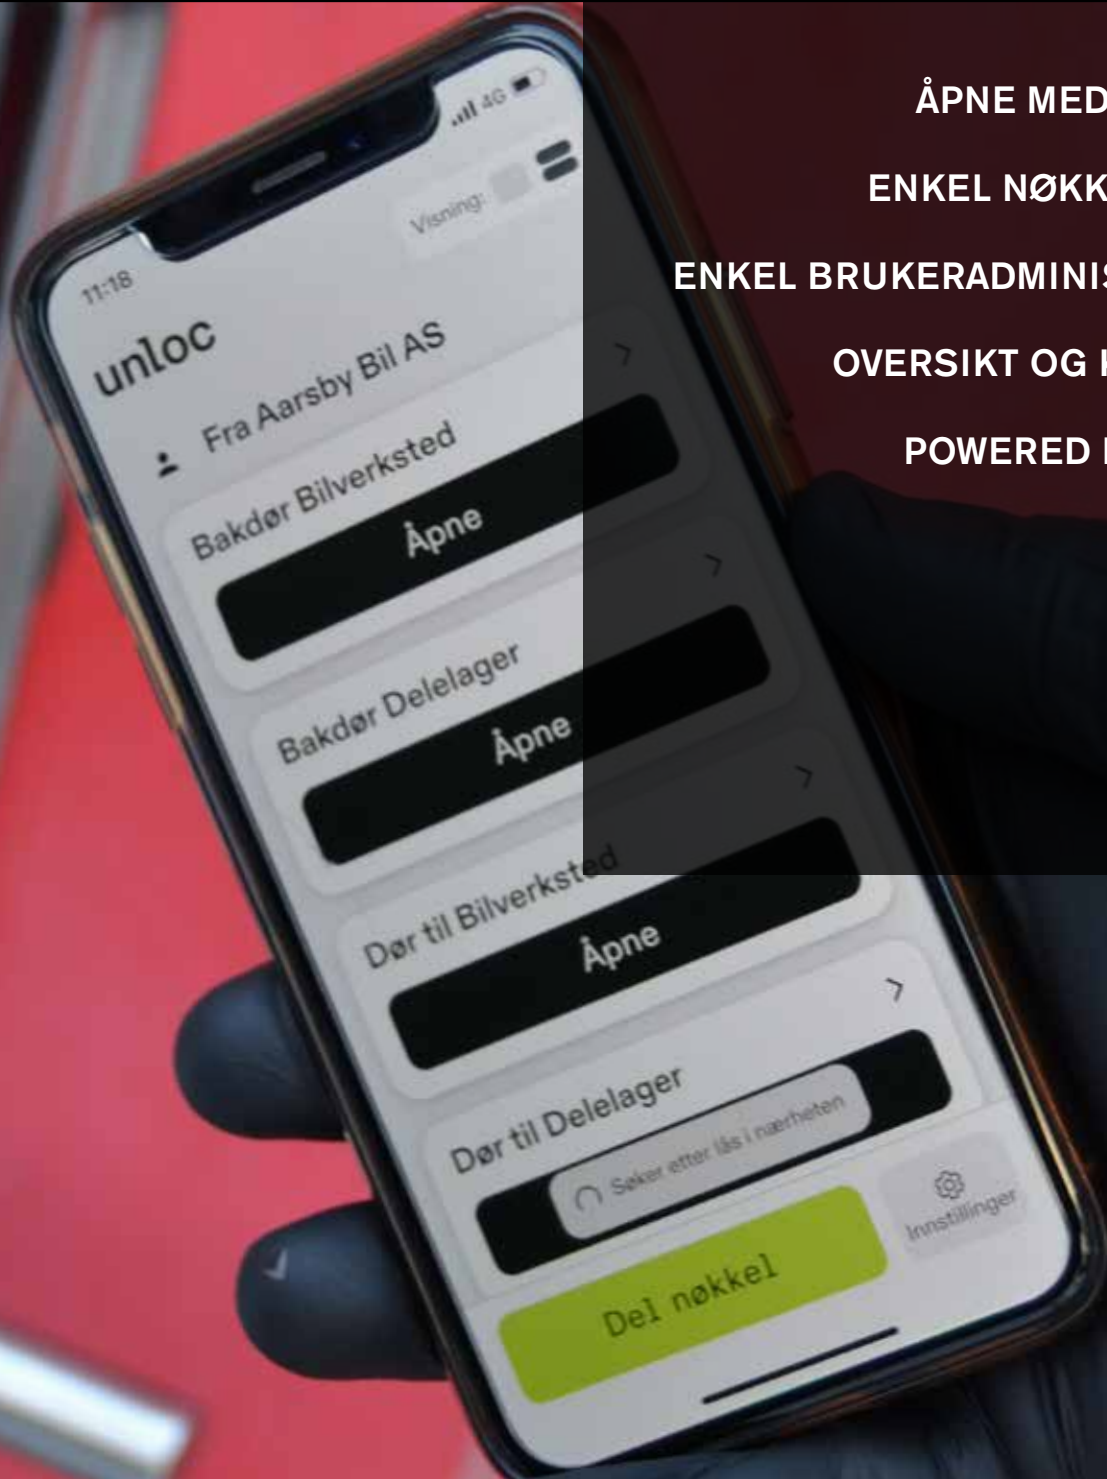 ÅPNE MED
ENKEL NØKK
ENKEL BRUKERADMINIS
OVERSIKT OG
POWERED
11:18
4G
Visning:
unloc
Fra Aarsby Bil AS
Bakdør Bilverksted
Åpne
Bakdør Delelager
Åpne
Dør til Bilverksted
Åpne
Dør til Delelager
Søker etter lås i nærheten
Del nøkkel
Innstillinger